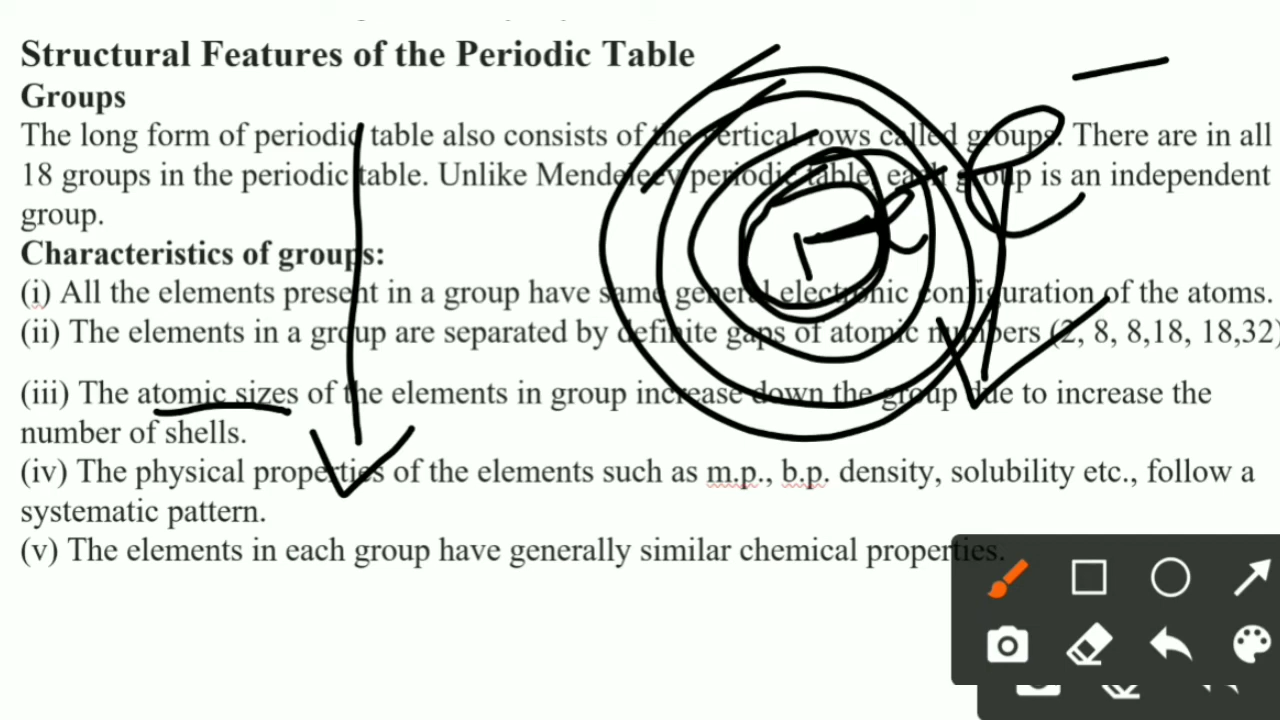 Structural Features of the Periodic Table
Groups
The long form of periodic table also consists of the vertical rows called groups. There are in all
18 groups in the periodic table. Unlike Mendeleev periodic table, each group is an independent
group.
Characteristics of groups:
(i) All the elements present in a group have same general electronic configuration of the atoms.
(ii) The elements in a group are separated by definite gaps of atomic numbers (2, 8, 8,18, 18,32)
(iii) The atomic sizes of the elements in group increase down the group due to increase the
number of shells.
(iv) The physical properties of the elements such as m.p., b.p. density, solubility etc., follow a
systematic pattern.
(v) The elements in each group have generally similar chemical properties.